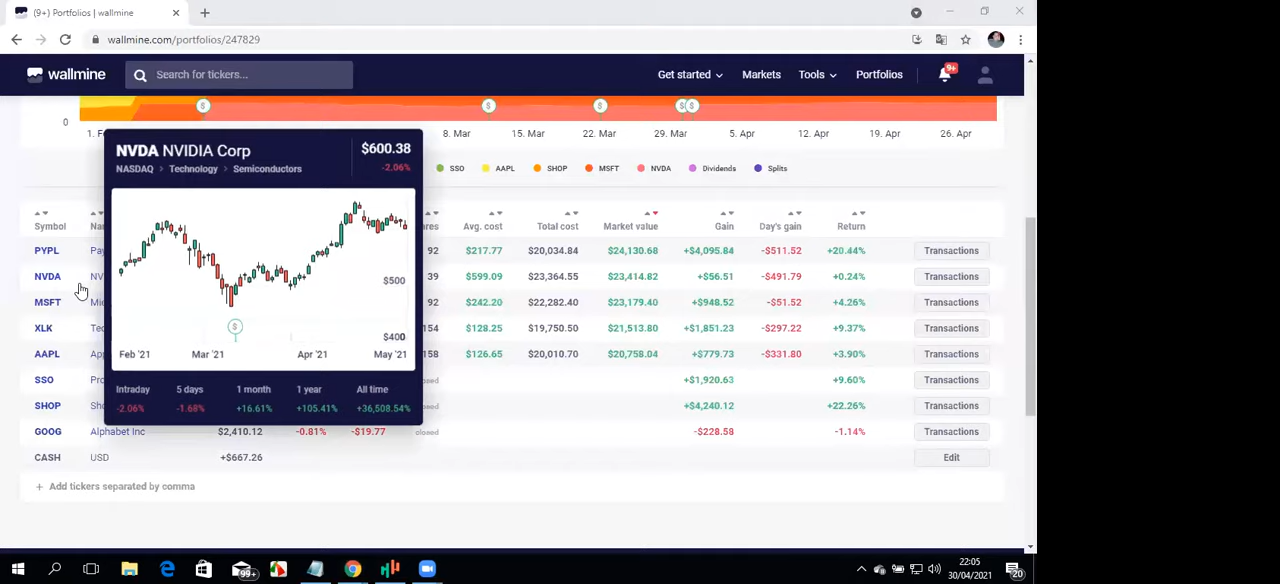 (9+) Portfolios | wallmine
wallmine.com/portfolios/247829
wallmine Search for tickers... Get started Markets Tools Portfolios 9+
0 8. Mar 15. Mar 22. Mar 29. Mar 5. Apr 12. Apr 19. Apr 26. Apr
NVDA NVIDIA Corp $600.38
NASDAQ > Technology > Semiconductors -2.06%
SSO AAPL SHOP MSFT NVDA Dividends Splits
Symbol Avg. cost Total cost Market value Gain Day's gain Return
PYPL 92 $217.77 $20,034.84 $24,130.68 +$4,095.84 -$511.52 +20.44% Transactions
NVDA 39 $599.09 $23,364.55 $23,414.82 +$56.51 -$491.79 +0.24% Transactions
$500
MSFT 92 $242.20 $22,282.40 $23,179.40 +$948.52 -$51.52 +4.26% Transactions
XLK 154 $128.25 $19,750.50 $21,513.80 +$1,851.23 -$297.22 +9.37% Transactions
$400
AAPL 158 $126.65 $20,010.70 $20,758.04 +$779.73 -$331.80 +3.90% Transactions
Feb '21 Mar '21 Apr '21 May '21
SSO closed +$1,920.63 +9.60% Transactions
Intraday 5 days 1 month 1 year All time
SHOP -2.06% -1.68% +16.61% +105.41% +36,508.54% closed +$4,240.12 +22.26% Transactions
GOOG Alphabet Inc $2,410.12 -0.81% -$19.77 closed -$228.58 -1.14% Transactions
CASH USD +$667.26 Edit
+ Add tickers separated by comma
99+
22:05
30/04/2021
20